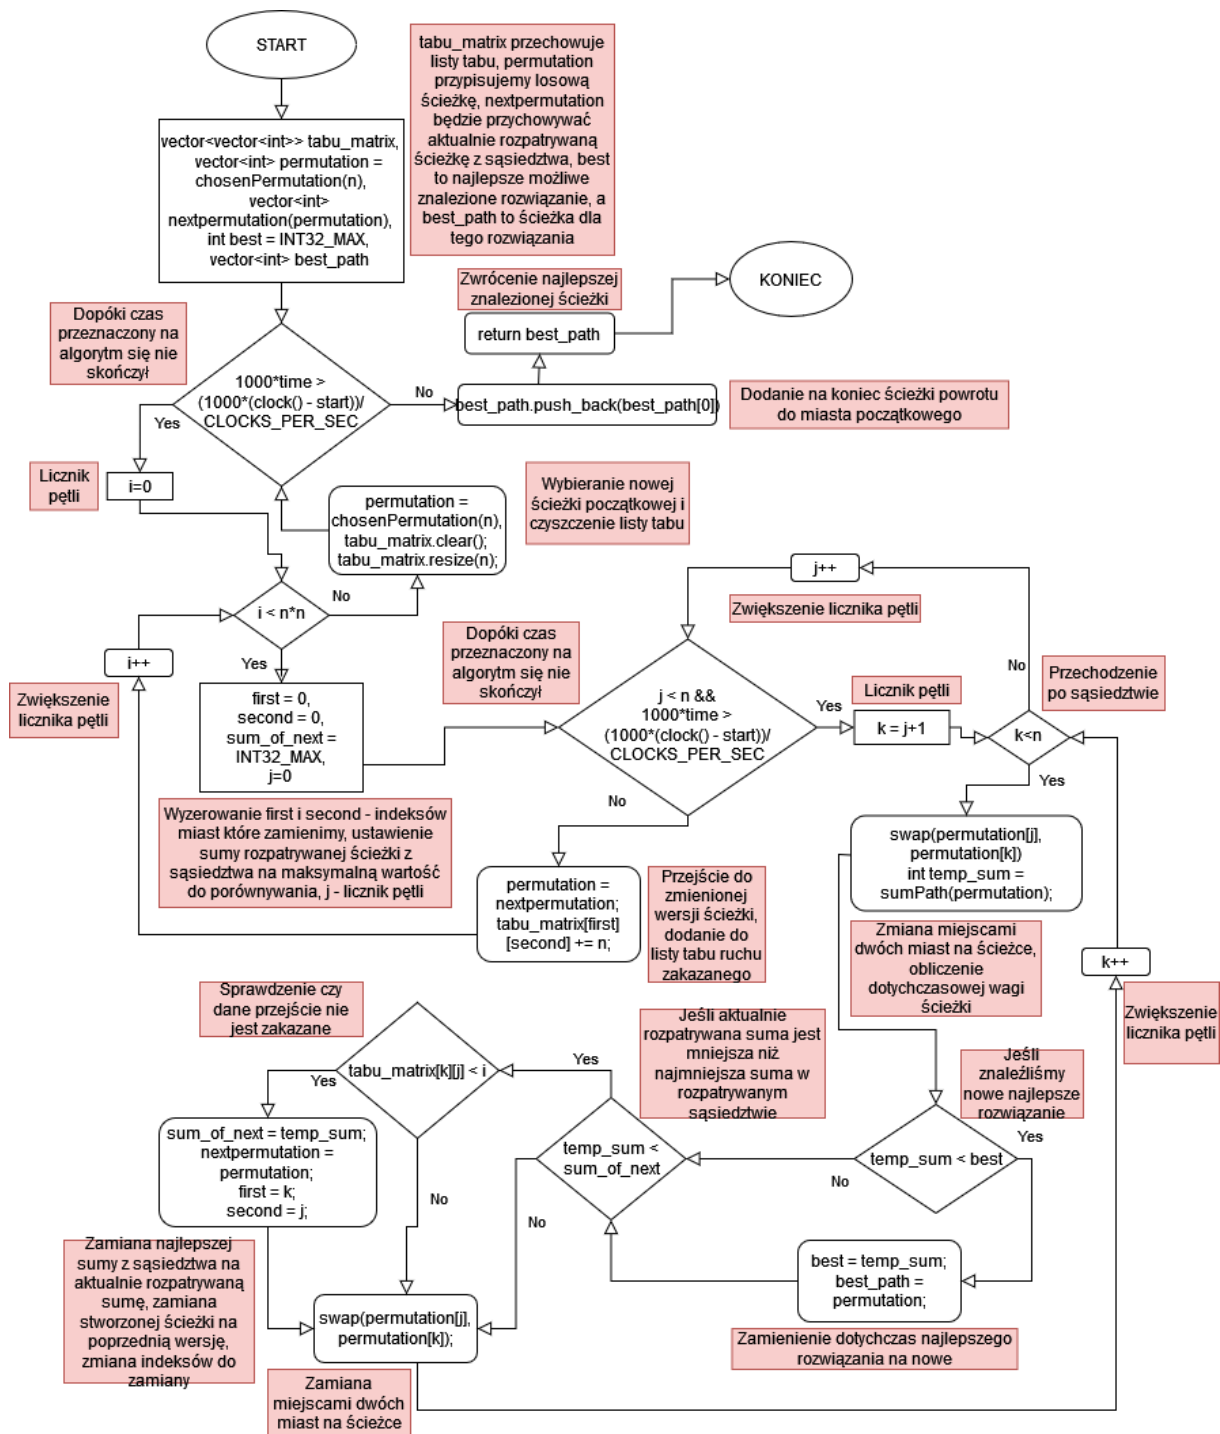 START
tabu_matrix przechowuje
listy tabu, permutation
przypisujemy losową
ścieżkę, nextpermutation
będzie przychowywać
aktualnie rozpatrywaną
ścieżkę z sąsiedztwa, best
to najlepsze możliwe
znalezione rozwiązanie, a
best_path to ścieżka dla
tego rozwiązania
vector<vector<int>> tabu_matrix,
vector<int> permutation =
chosenPermutation(n),
vector<int>
nextpermutation(permutation),
int best = INT32_MAX,
vector<int> best_path
Zwrócenie najlepszej
znalezionej ścieżki
KONIEC
return best_path
Dopóki czas
przeznaczony na
algorytm się nie
skończył
1000*time >
(1000*(clock() - start))/
CLOCKS_PER_SEC
No
Yes
best_path.push_back(best_path[0])
Dodanie na koniec ścieżki powrotu
do miasta początkowego
Licznik
pętli
i=0
permutation =
chosenPermutation(n),
tabu_matrix.clear();
tabu_matrix.resize(n);
Wybieranie nowej
ścieżki początkowej i
czyszczenie listy tabu
i < n*n
No
Yes
j++
Zwiększenie licznika pętli
i++
Zwiększenie
licznika pętli
first = 0,
second = 0,
sum_of_next =
INT32_MAX,
j=0
Dopóki czas
przeznaczony na
algorytm się nie
skończył
j < n &&
1000*time >
(1000*(clock() - start))/
CLOCKS_PER_SEC
Yes
No
Licznik pętli
k = j+1
No
Przechodzenie
po sąsiedztwie
k<n
Yes
Wyzerowanie first i second - indeksów
miast które zamienimy, ustawienie
sumy rozpatrywanej ścieżki z
sąsiedztwa na maksymalną wartość
do porównywania, j - licznik pętli
permutation =
nextpermutation;
tabu_matrix[first]
[second] += n;
Przejście do
zmienionej
wersji ścieżki,
dodanie do
listy tabu ruchu
zakazanego
swap(permutation[j],
permutation[k])
int temp_sum =
sumPath(permutation);
Zmiana miejscami
dwóch miast na ścieżce,
obliczenie
dotychczasowej wagi
ścieżki
k++
Zwiększenie
licznika pętli
Sprawdzenie czy
dane przejście nie
jest zakazane
tabu_matrix[k][j] < i
Yes
No
Yes
Jeśli aktualnie
rozpatrywana suma jest
mniejsza niż
najmniejsza suma w
rozpatrywanym
sąsiedztwie
Jeśli
znaleźliśmy
nowe najlepsze
rozwiązanie
temp_sum <
sum_of_next
No
temp_sum < best
Yes
No
sum_of_next = temp_sum;
nextpermutation =
permutation;
first = k;
second = j;
Zamiana najlepszej
sumy z sąsiedztwa na
aktualnie rozpatrywaną
sumę, zamiana
stworzonej ścieżki na
poprzednią wersję,
zmiana indeksów do
zamiany
swap(permutation[j],
permutation[k]);
Zamiana
miejscami dwóch
miast na ścieżce
best = temp_sum;
best_path =
permutation;
Zamienienie dotychczas najlepszego
rozwiązania na nowe